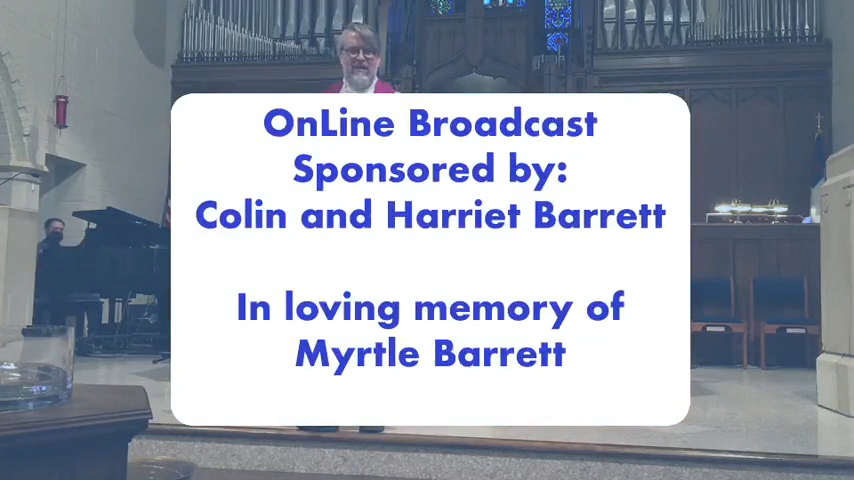 OnLine Broadcast
Sponsored by:
Colin and Harriet Barrett
In loving memory of
Myrtle Barrett